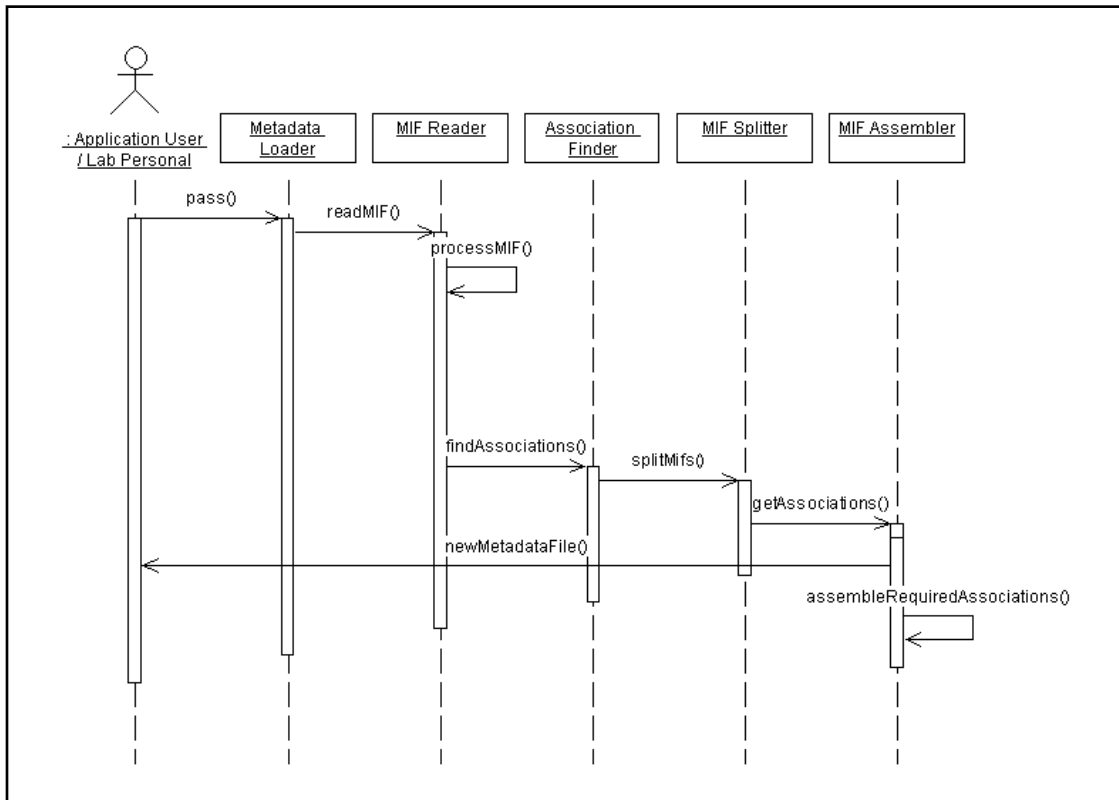 : Application User
/ Lab Personal
Metadata
Loader
MIF Reader
Association
Finder
MIF Splitter
MIF Assembler
pass()
readMIF()
processMIF()
findAssociations()
splitMifs()
getAssociations()
newMetadataFile()
assembleRequiredAssociations()